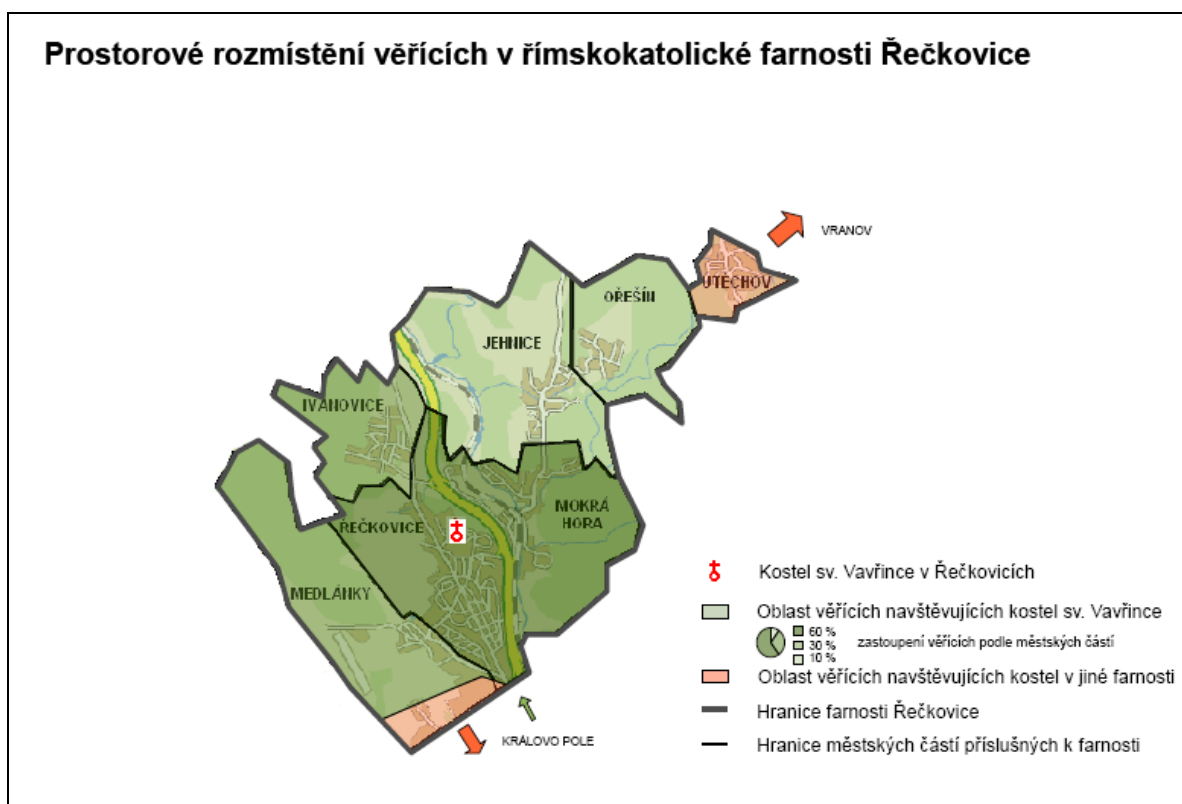 Prostorové rozmístění věřících v římskokatolické farnosti Řečkovice
VRANOV
UTĚCHOV
OŘEŠÍN
JEHNICE
IVANOVICE
MOKRÁ
HORA
ŘEČKOVICE
MEDLÁNKY
KRÁLOVO POLE
Kostel sv. Vavřince v Řečkovicích
Oblast věřících navštěvujících kostel sv. Vavřince
60 %
30 %
10 %
zastoupení věřících podle městských částí
Oblast věřících navštěvujících kostel v jiné farnosti
Hranice farnosti Řečkovice
Hranice městských částí příslušných k farnosti